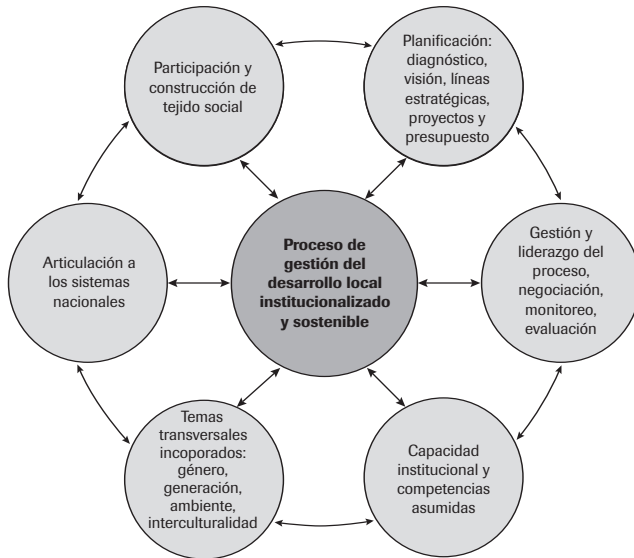 Participación y
construcción de
tejido social
Planificación:
diagnóstico,
visión, líneas
estratégicas,
proyectos y
presupuesto
Articulación a
los sistemas
nacionales
Proceso de
gestión del
desarrollo local
institucionalizado
y sostenible
Gestión y
liderazgo del
proceso,
negociación,
monitoreo,
evaluación
Temas
transversales
incoporados:
género,
generación,
ambiente,
interculturalidad
Capacidad
institucional y
competencias
asumidas